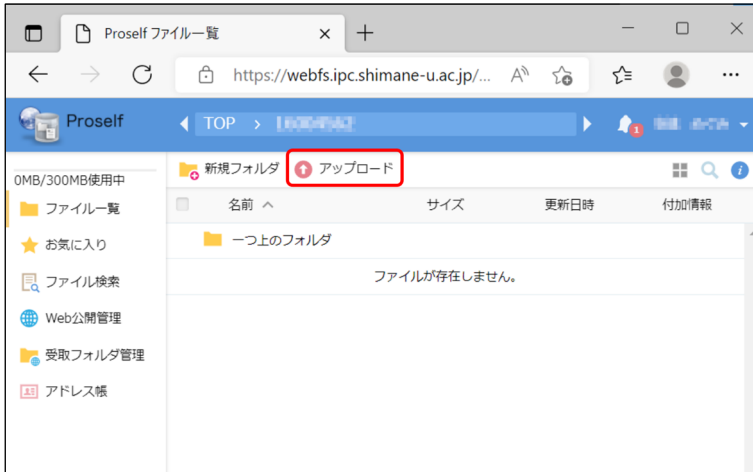 Proself ファイル一覧
https://webfs.ipc.shimane-u.ac.jp/...
Proself
TOP >
1
0MB/300MB使用中
新規フォルダ アップロード
ファイル一覧
お気に入り
ファイル検索
Web公開管理
受取フォルダ管理
アドレス帳
名前 サイズ 更新日時 付加情報
一つ上のフォルダ
ファイルが存在しません。